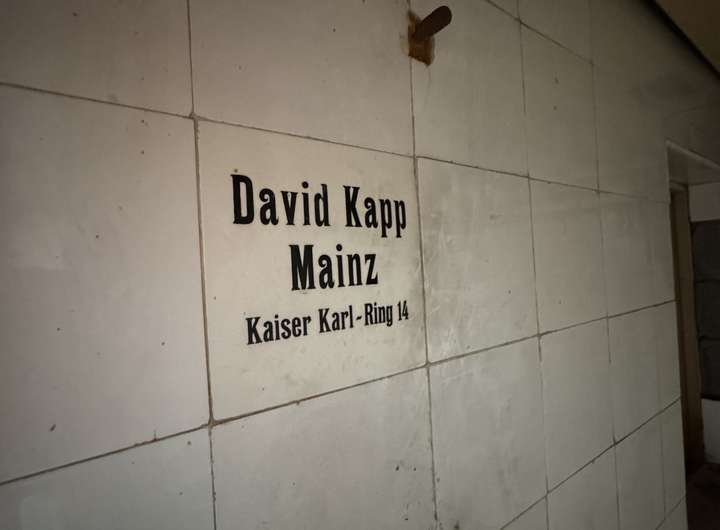 David Kapp
Mainz
Kaiser Karl-Ring 14